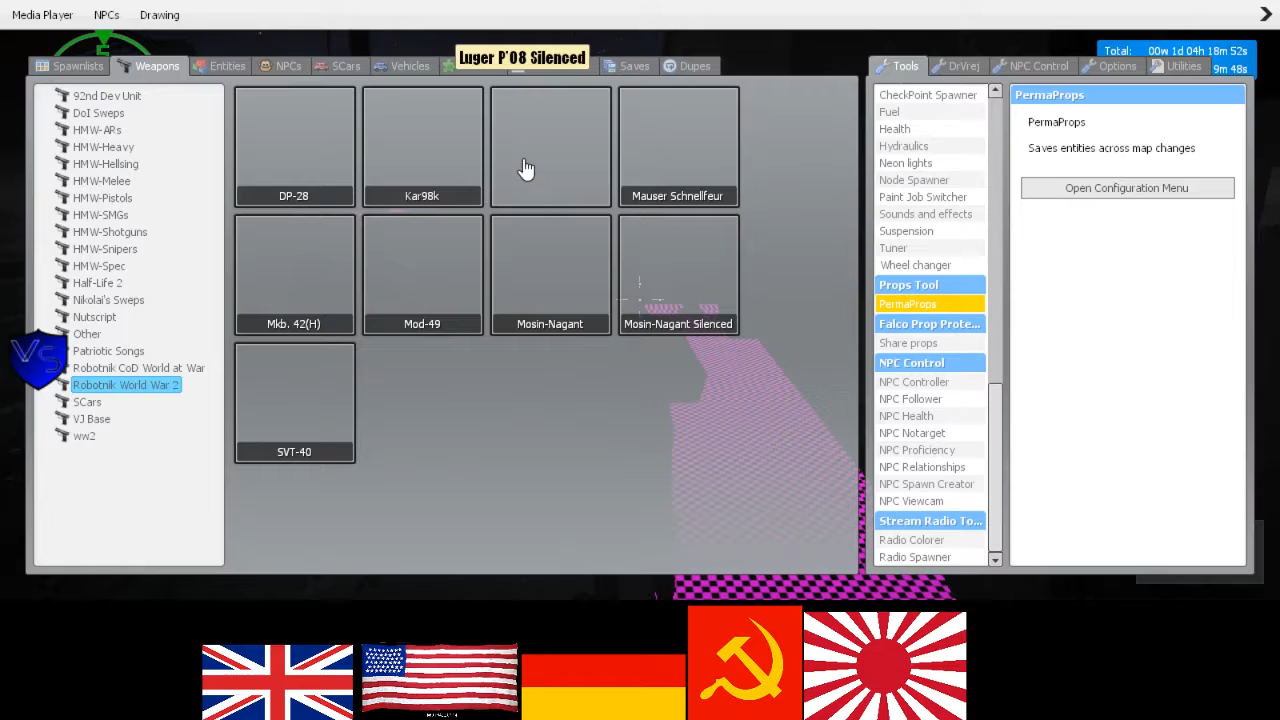 Media Player NPCs Drawing
Luger P'08 Silenced
Total: 00w 1d 04h 18m 52s
9m 48s
Spawnlists Weapons Entities NPCs SCars Vehicles Saves Dupes
92nd Dev Unit
DoI Sweps
HMW-ARs
HMW-Heavy
HMW-Hellsing
HMW-Melee
HMW-Pistols
HMW-SMGs
HMW-Shotguns
HMW-Snipers
HMW-Spec
Half-Life 2
Nikolai's Sweps
Nutscript
Other
Patriotic Songs
Robotnik CoD World at War
Robotnik World War 2
SCars
VJ Base
ww2
VS
DP-28 Kar98k Mauser Schnellfeur
Mkb. 42(H) Mod-49 Mosin-Nagant Mosin-Nagant Silenced
SVT-40
Tools DrVrej NPC Control Options Utilities
CheckPoint Spawner
Fuel
Health
Hydraulics
Neon lights
Node Spawner
Paint Job Switcher
Sounds and effects
Suspension
Tuner
Wheel changer
Props Tool
PermaProps
Falco Prop Prote...
Share props
NPC Control
NPC Controller
NPC Follower
NPC Health
NPC Notarget
NPC Proficiency
NPC Relationships
NPC Spawn Creator
NPC Viewcam
Stream Radio To...
Radio Colorer
Radio Spawner
PermaProps
PermaProps
Saves entities across map changes
Open Configuration Menu